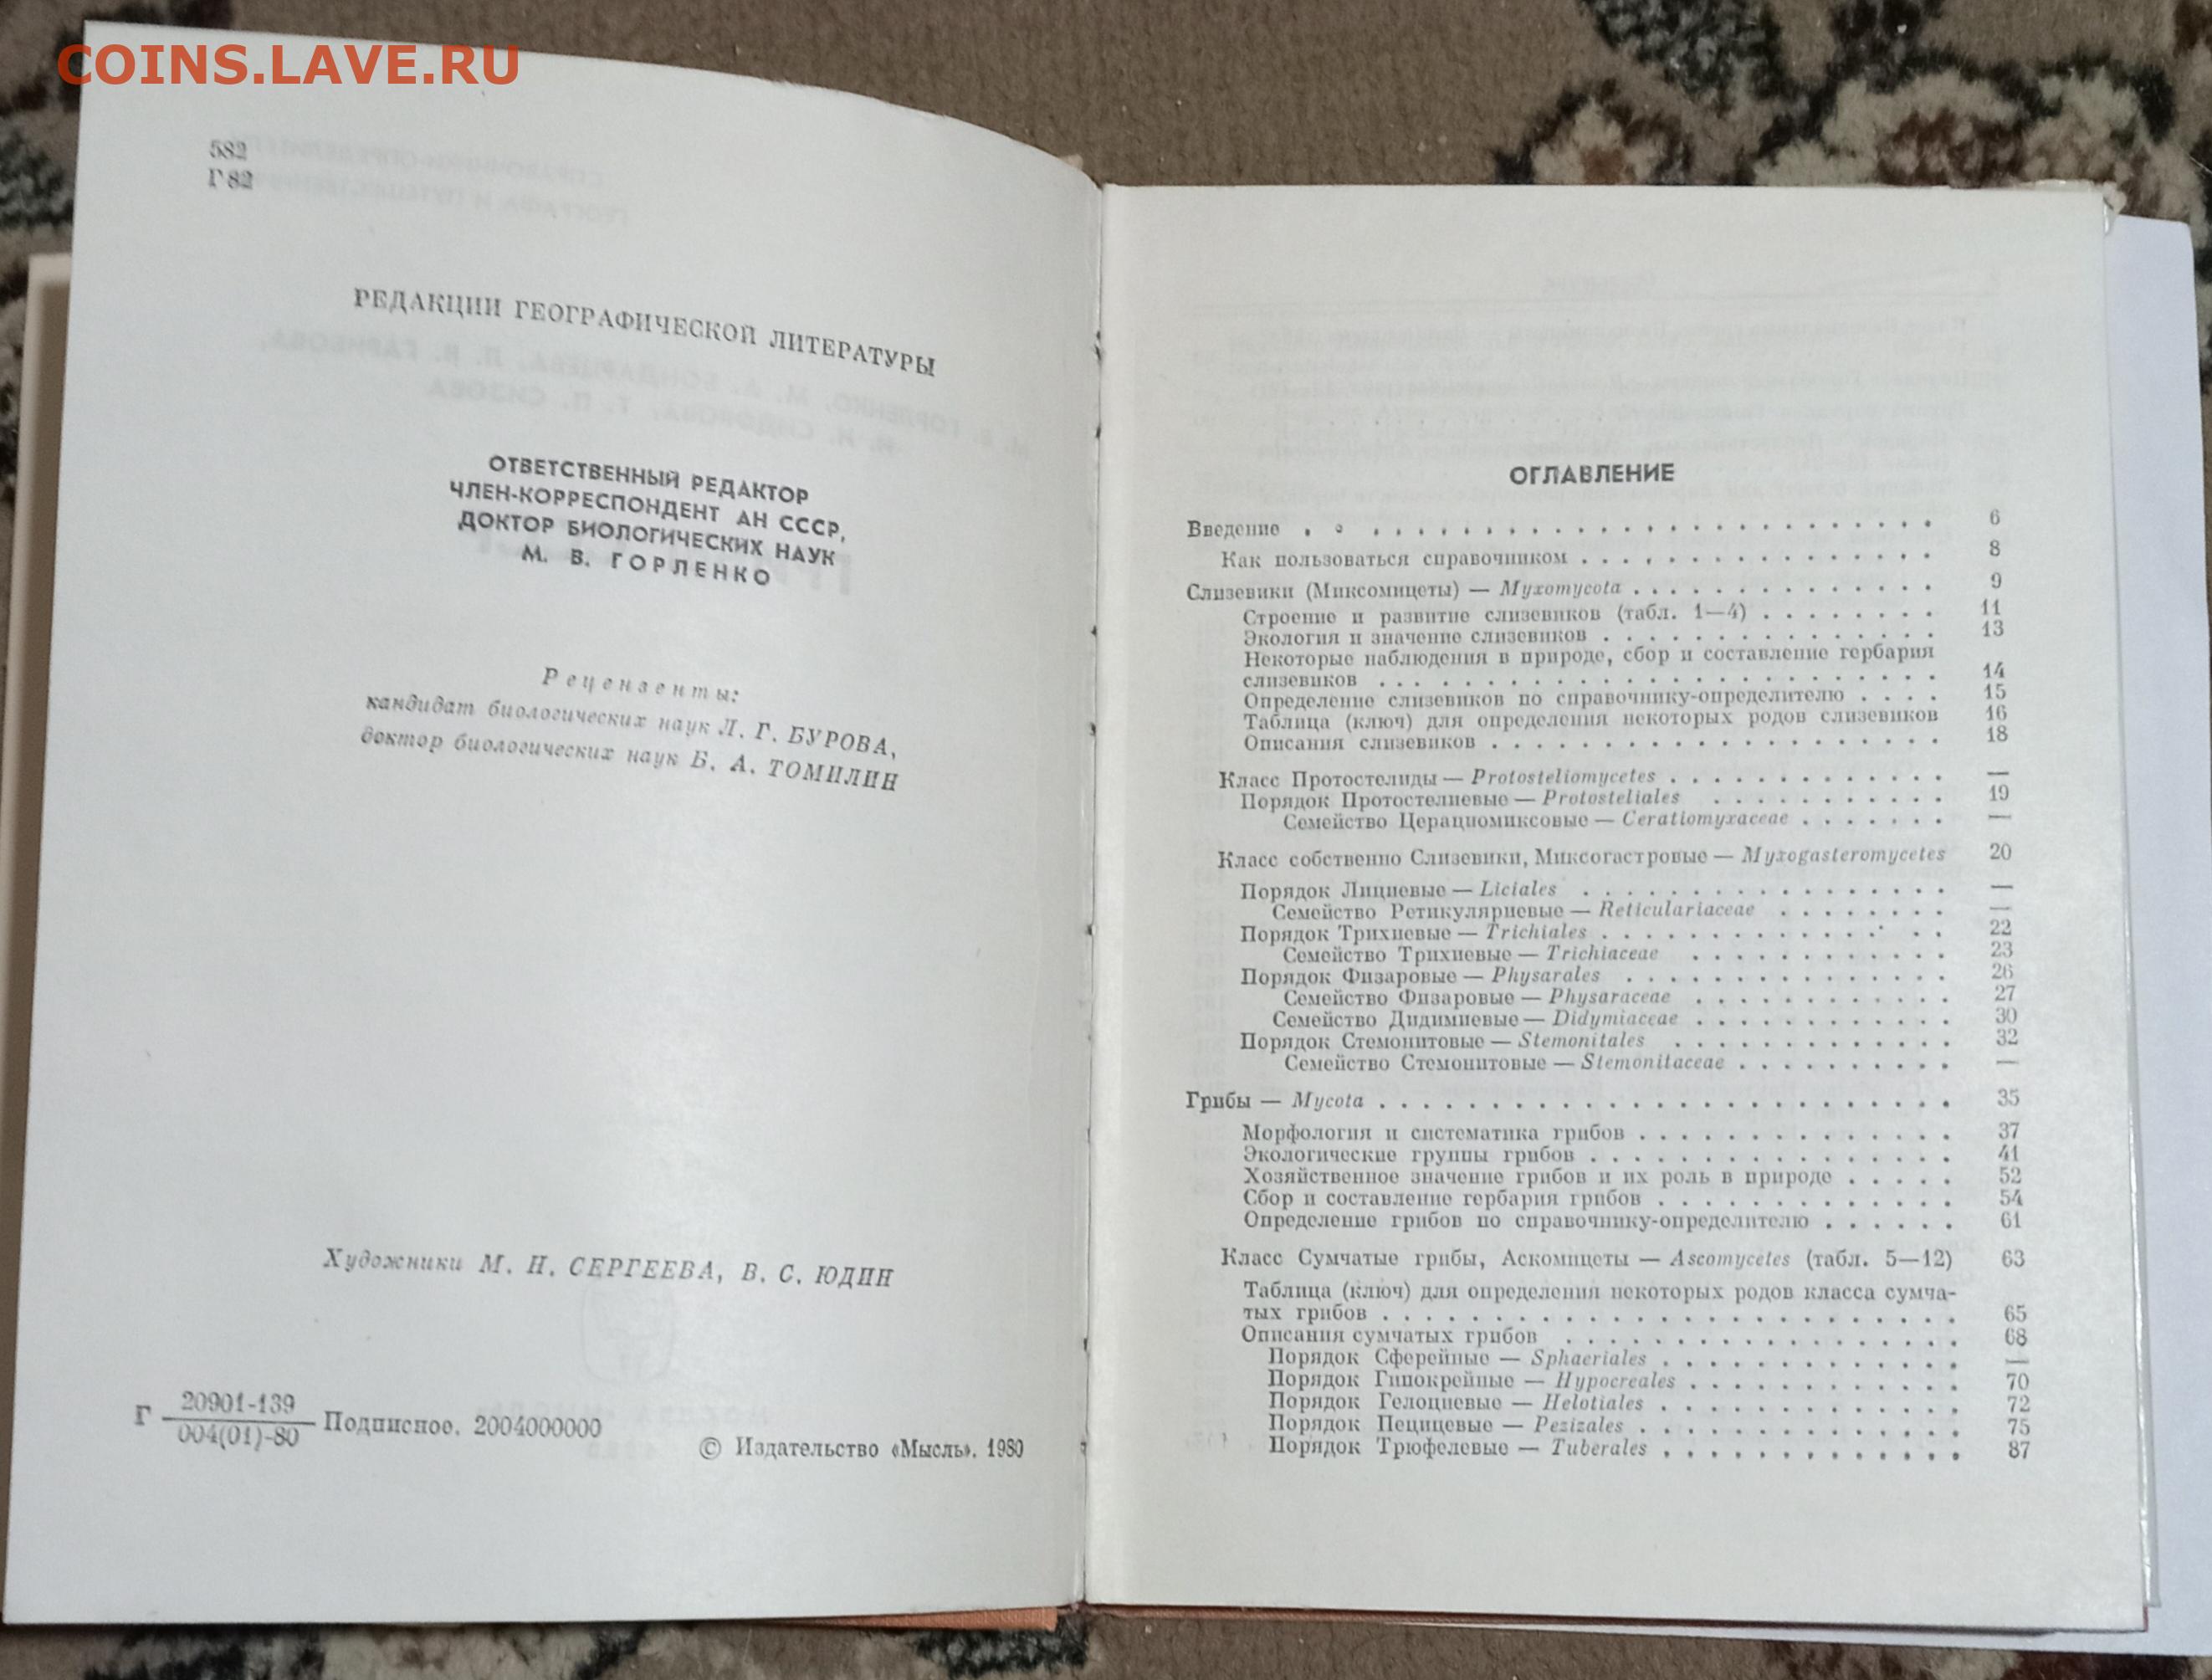 COINS.LAVE.RU
582
Г 82
РЕДАКЦИИ ГЕОГРАФИЧЕСКОЙ ЛИТЕРАТУРЫ
ОТВЕТСТВЕННЫЙ РЕДАКТОР
ЧЛЕН-КОРРЕСПОНДЕНТ АН СССР,
ДОКТОР БИОЛОГИЧЕСКИХ НАУК
М. В. ГОРЛЕНКО
Рецензенты:
кандидат биологических наук Л. Г. БУРОВА,
доктор биологических наук Б. А. ТОМИЛИН
Художники М. Н. СЕРГЕЕВА, В. С. ЮДИН
Г 20901-139
004(01)-80 Подписное. 2004000000
© Издательство «Мысль». 1980
ОГЛАВЛЕНИЕ
Введение . . . . . . . . . . . . . . . . . . . . 6
Как пользоваться справочником . . . . . . . . . . . . . . . 8
Слизевики (Миксомицеты) — Myxomycota . . . . . . . . . . . . . 9
Строение и развитие слизевиков (табл. 1—4) . . . . . . . . 11
Экология и значение слизевиков . . . . . . . . . . . . . . . 13
Некоторые наблюдения в природе, сбор и составление гербария
слизевиков . . . . . . . . . . . . . . . . . . . . 14
Определение слизевиков по справочнику-определителю . . . . 15
Таблица (ключ) для определения некоторых родов слизевиков 16
Описания слизевиков . . . . . . . . . . . . . . . . . 18
Класс Протостелиды — Protosteliomycetes . . . . . . . . . . . . —
Порядок Протостелиевые — Protosteliales . . . . . . . . . . . 19
Семейство Церациомиксовые — Ceratiomyxaceae . . . . . . . —
Класс собственно Слизевики, Миксогастровые — Myxogasteromycetes 20
Порядок Лициевые — Liciales . . . . . . . . . . . . . . . —
Семейство Ретикуляриевые — Reticulariaceae . . . . . . . . —
Порядок Трихиевые — Trichiales . . . . . . . . . . . . . . 22
Семейство Трихиевые — Trichiaceae . . . . . . . . . . . . 23
Порядок Физаровые — Physarales . . . . . . . . . . . . . . 26
Семейство Физаровые — Physaraceae . . . . . . . . . . . . 27
Семейство Дидимиевые — Didymiaceae . . . . . . . . . . . . 30
Порядок Стемонитовые — Stemonitales . . . . . . . . . . . . . 32
Семейство Стемонитовые — Stemonitaceae . . . . . . . . . . —
Грибы — Mycota . . . . . . . . . . . . . . . . . . . . . 35
Морфология и систематика грибов . . . . . . . . . . . . . . 37
Экологические группы грибов . . . . . . . . . . . . . . . . 41
Хозяйственное значение грибов и их роль в природе . . . . . 52
Сбор и составление гербария грибов . . . . . . . . . . . . . 54
Определение грибов по справочнику-определителю . . . . . . 61
Класс Сумчатые грибы, Аскомицеты — Ascomycetes (табл. 5—12) 63
Таблица (ключ) для определения некоторых родов класса сумча-
тых грибов . . . . . . . . . . . . . . . . . . . . . 65
Описания сумчатых грибов . . . . . . . . . . . . . . . . . 68
Порядок Сферейные — Sphaeriales . . . . . . . . . . . . . —
Порядок Гипокрейные — Hypocreales . . . . . . . . . . . . 70
Порядок Гелоциевые — Helotiales . . . . . . . . . . . . . 72
Порядок Пецицевые — Pezizales . . . . . . . . . . . . . . 75
Порядок Трюфелевые — Tuberales . . . . . . . . . . . . . 87